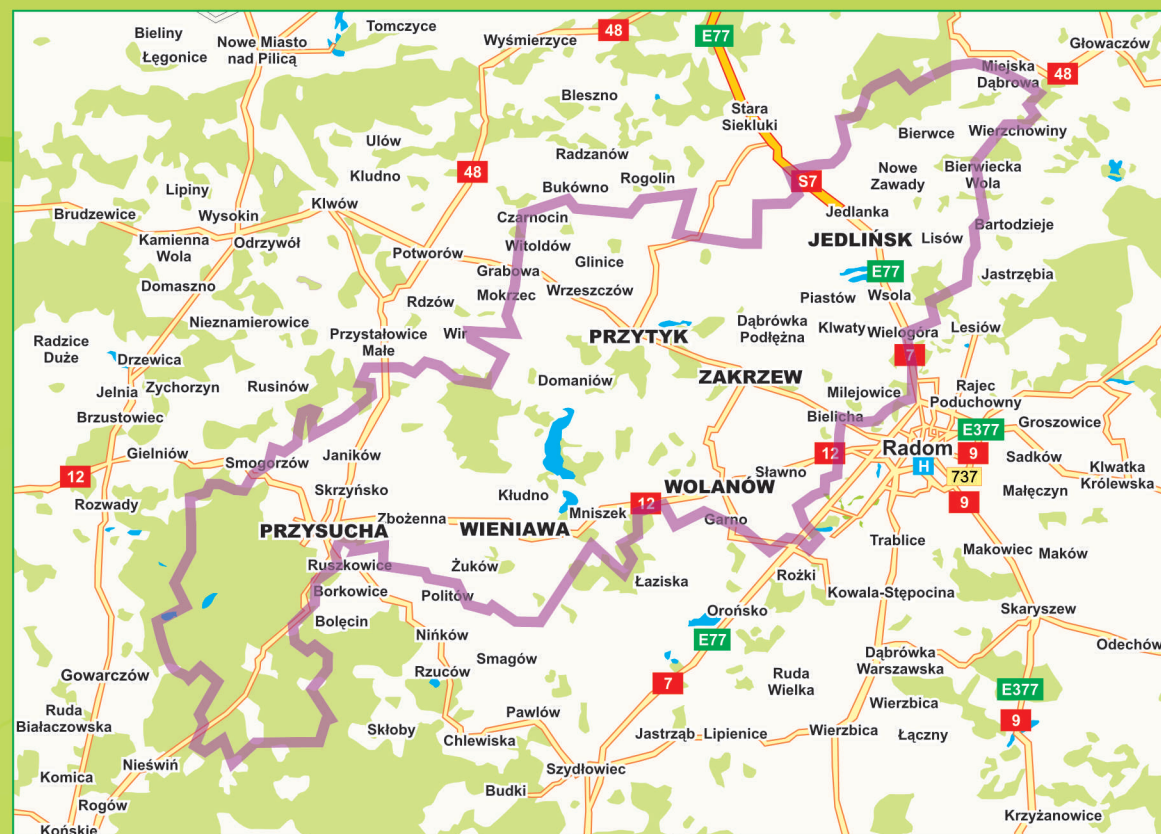 Bieliny
Łęgonice
Nowe Miasto
nad Pilicą
Tomczyce
Wyśmierzyce
48
E77
Głowaczów
Miejska
Dąbrowa
48
Bleszno
Stara
Siekluki
Ulów
Kludno
48
Radzanów
Rogolin
Bukówno
Bierwce
Wierzchowiny
Nowe
Zawady
Bierwiecka
Wola
S7
Lipiny
Brudzewice
Wysokin
Klwów
Czarnocin
Jedlanka
Bartodzieje
Kamienna
Wola
Odrzywół
Potworów
Witoldów
Glinice
JEDLIŃSK
Lisów
Domaszno
Grabowa
Mokrzec
Wrzeszczów
E77
Jastrzębia
Rdzów
Piastów
Wsola
Nieznamierowice
Przystałowice
Małe
Wir
PRZYTYK
Dąbrówka
Podłężna
Klwaty
Wielogóra
Lesiów
Radzice
Duże
Drzewica
7
Jelnia
Zychorzyn
Rusinów
Domaniów
ZAKRZEW
Milejowice
Rajec
Poduchowny
Brzustowiec
Bielicha
E377
Groszowice
Gielniów
12
Smogorzów
Janików
12
Radom
H
9
737
Sadków
Klwatka
Królewska
Sławno
Rozwady
Skrzyńsko
Kłudno
WOLANÓW
Małęczyn
9
PRZYSUCHA
Zbożenna
WIENIAWA
Mniszek
12
Garno
Trablice
Makowiec
Maków
Ruszkowice
Żuków
Łaziska
Rożki
Borkowice
Politów
Kowala-Stępocina
Bolęcin
Orońsko
Skaryszew
Nińków
E77
Odechów
Smagów
Dąbrówka
Warszawska
Gowarczów
Rzuców
7
Ruda
Wielka
E377
Wierzbica
Ruda
Białaczowska
Pawlów
9
Skłoby
Chlewiska
Jastrząb
Lipienice
Wierzbica
Łączny
Nieświń
Komica
Szydłowiec
Budki
Rogów
Końskie
Krzyżanowice